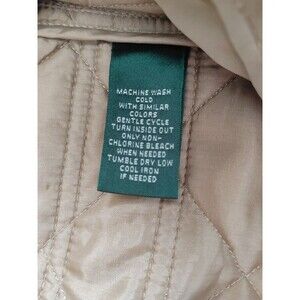 MACHINE WASH
COLD
WITH SIMILAR
COLORS
GENTLE CYCLE
TURN INSIDE OUT
ONLY NON-
CHLORINE BLEACH
WHEN NEEDED
TUMBLE DRY LOW
COOL IRON
IF NEEDED